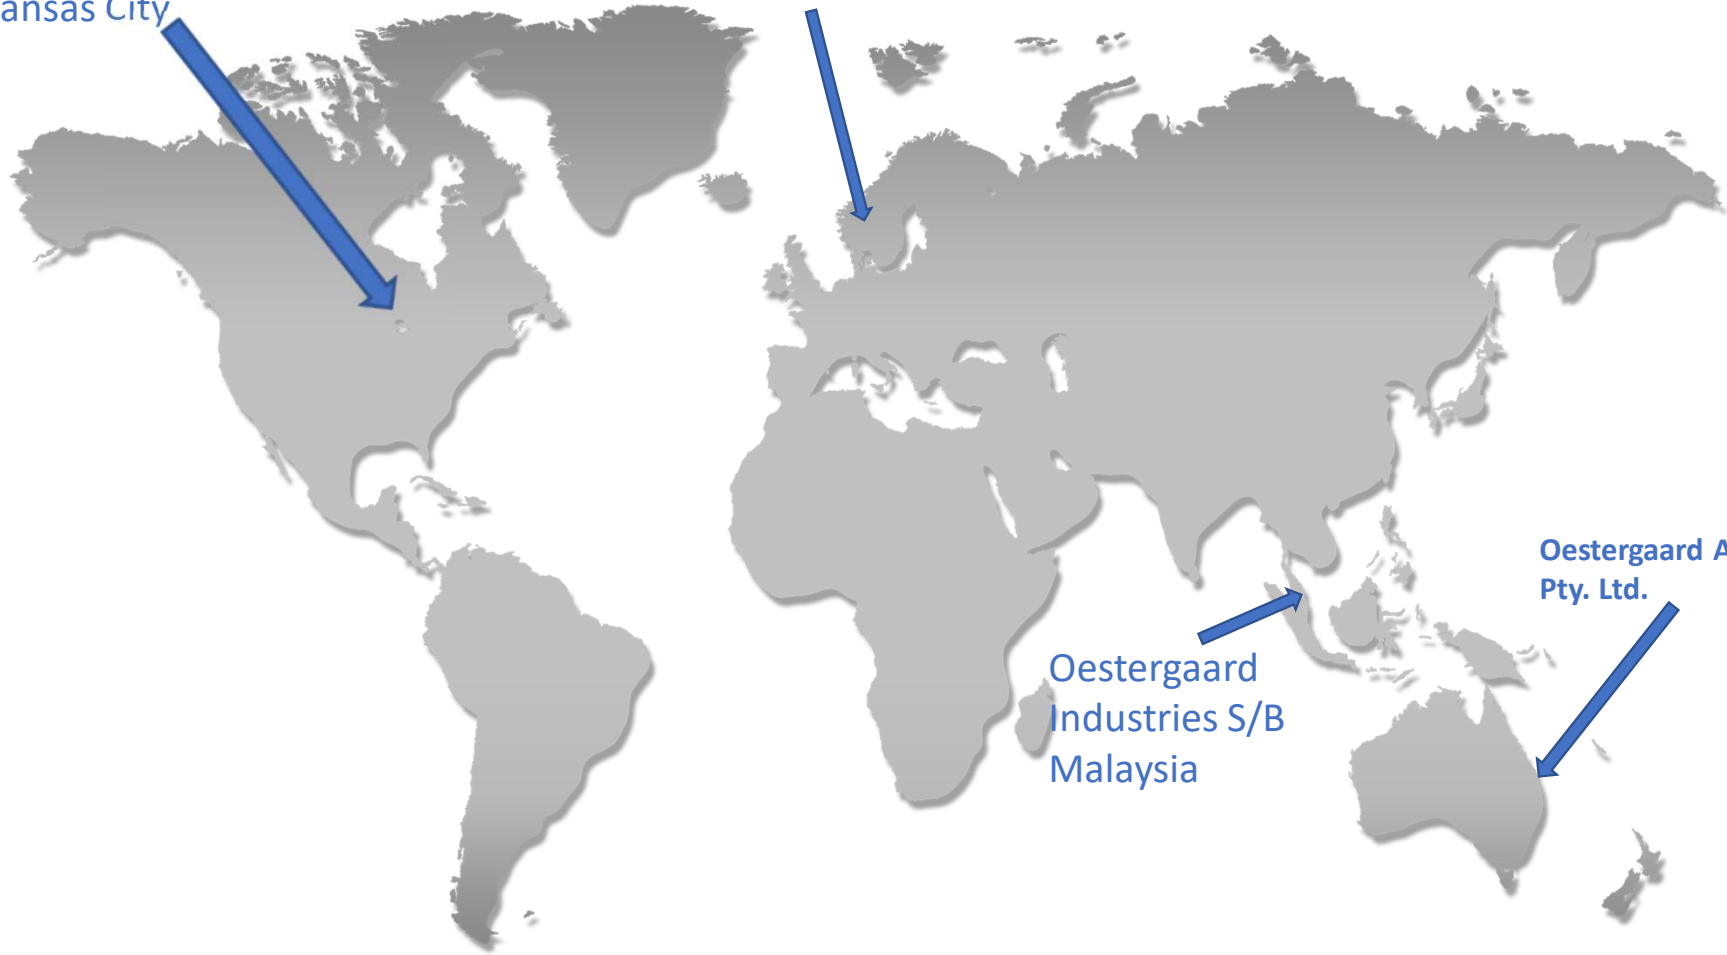 ansas City
Oestergaard A
Pty. Ltd.
Oestergaard
Industries S/B
Malaysia